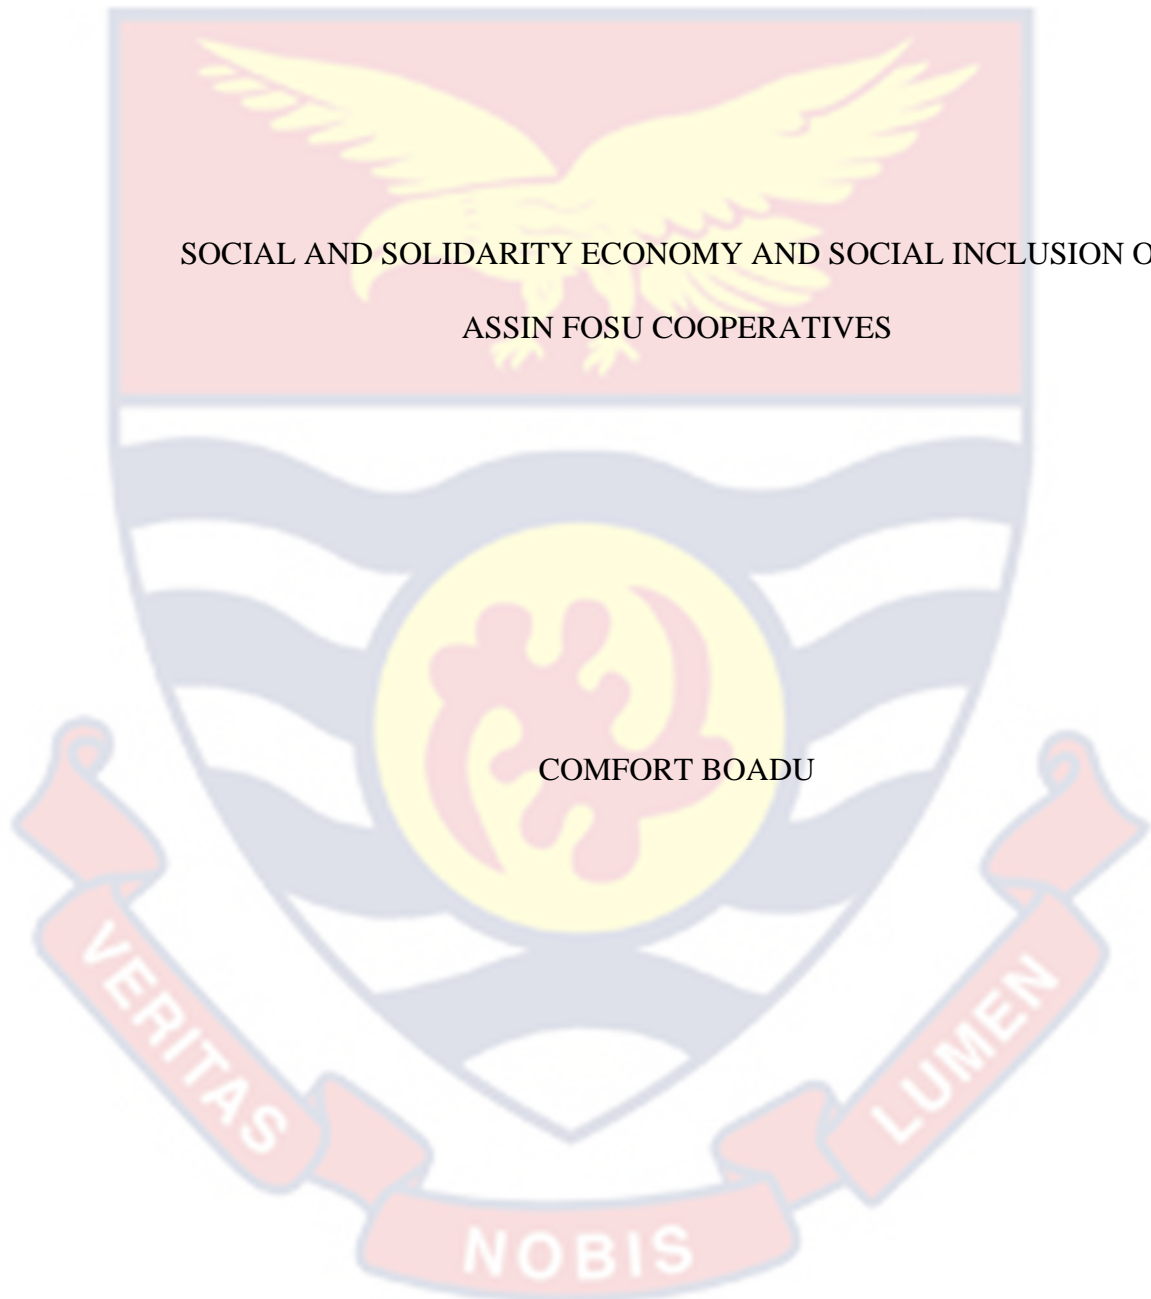 SOCIAL AND SOLIDARITY ECONOMY AND SOCIAL INCLUSION
ASSIN FOSU COOPERATIVES
COMFORT BOADU
VERITAS
NOBIS
LUMEN